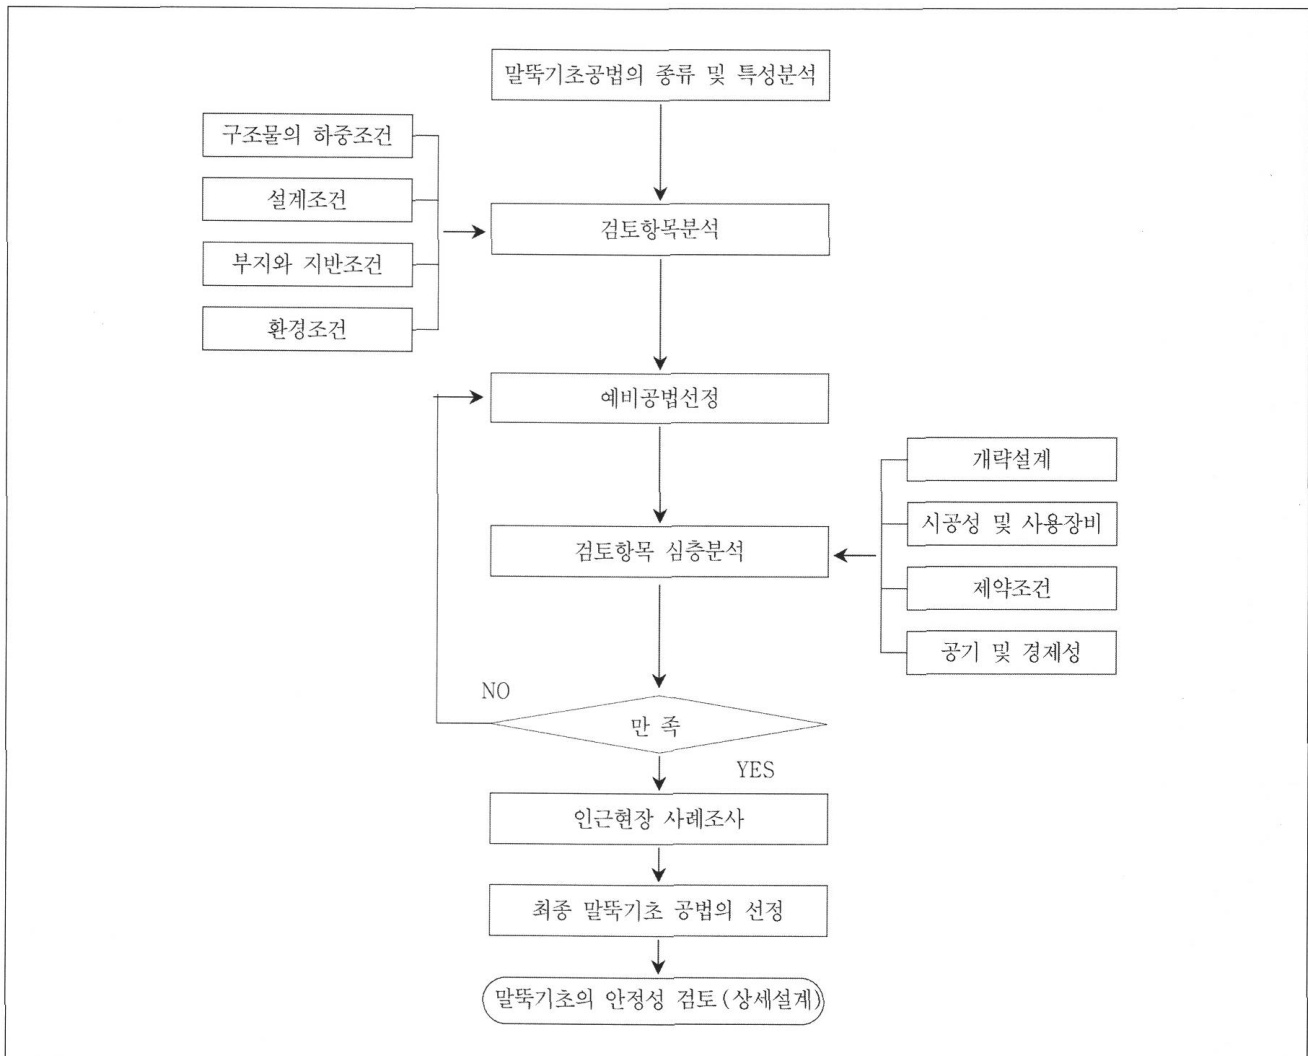 말뚝기초공법의 종류 및 특성분석
구조물의 하중조건
설계조건
부지와 지반조건
환경조건
검토항목분석
예비공법선정
개략설계
시공성 및 사용장비
제약조건
공기 및 경제성
검토항목 심층분석
NO
만 족
YES
인근현장 사례조사
최종 말뚝기초 공법의 선정
말뚝기초의 안정성 검토(상세설계)